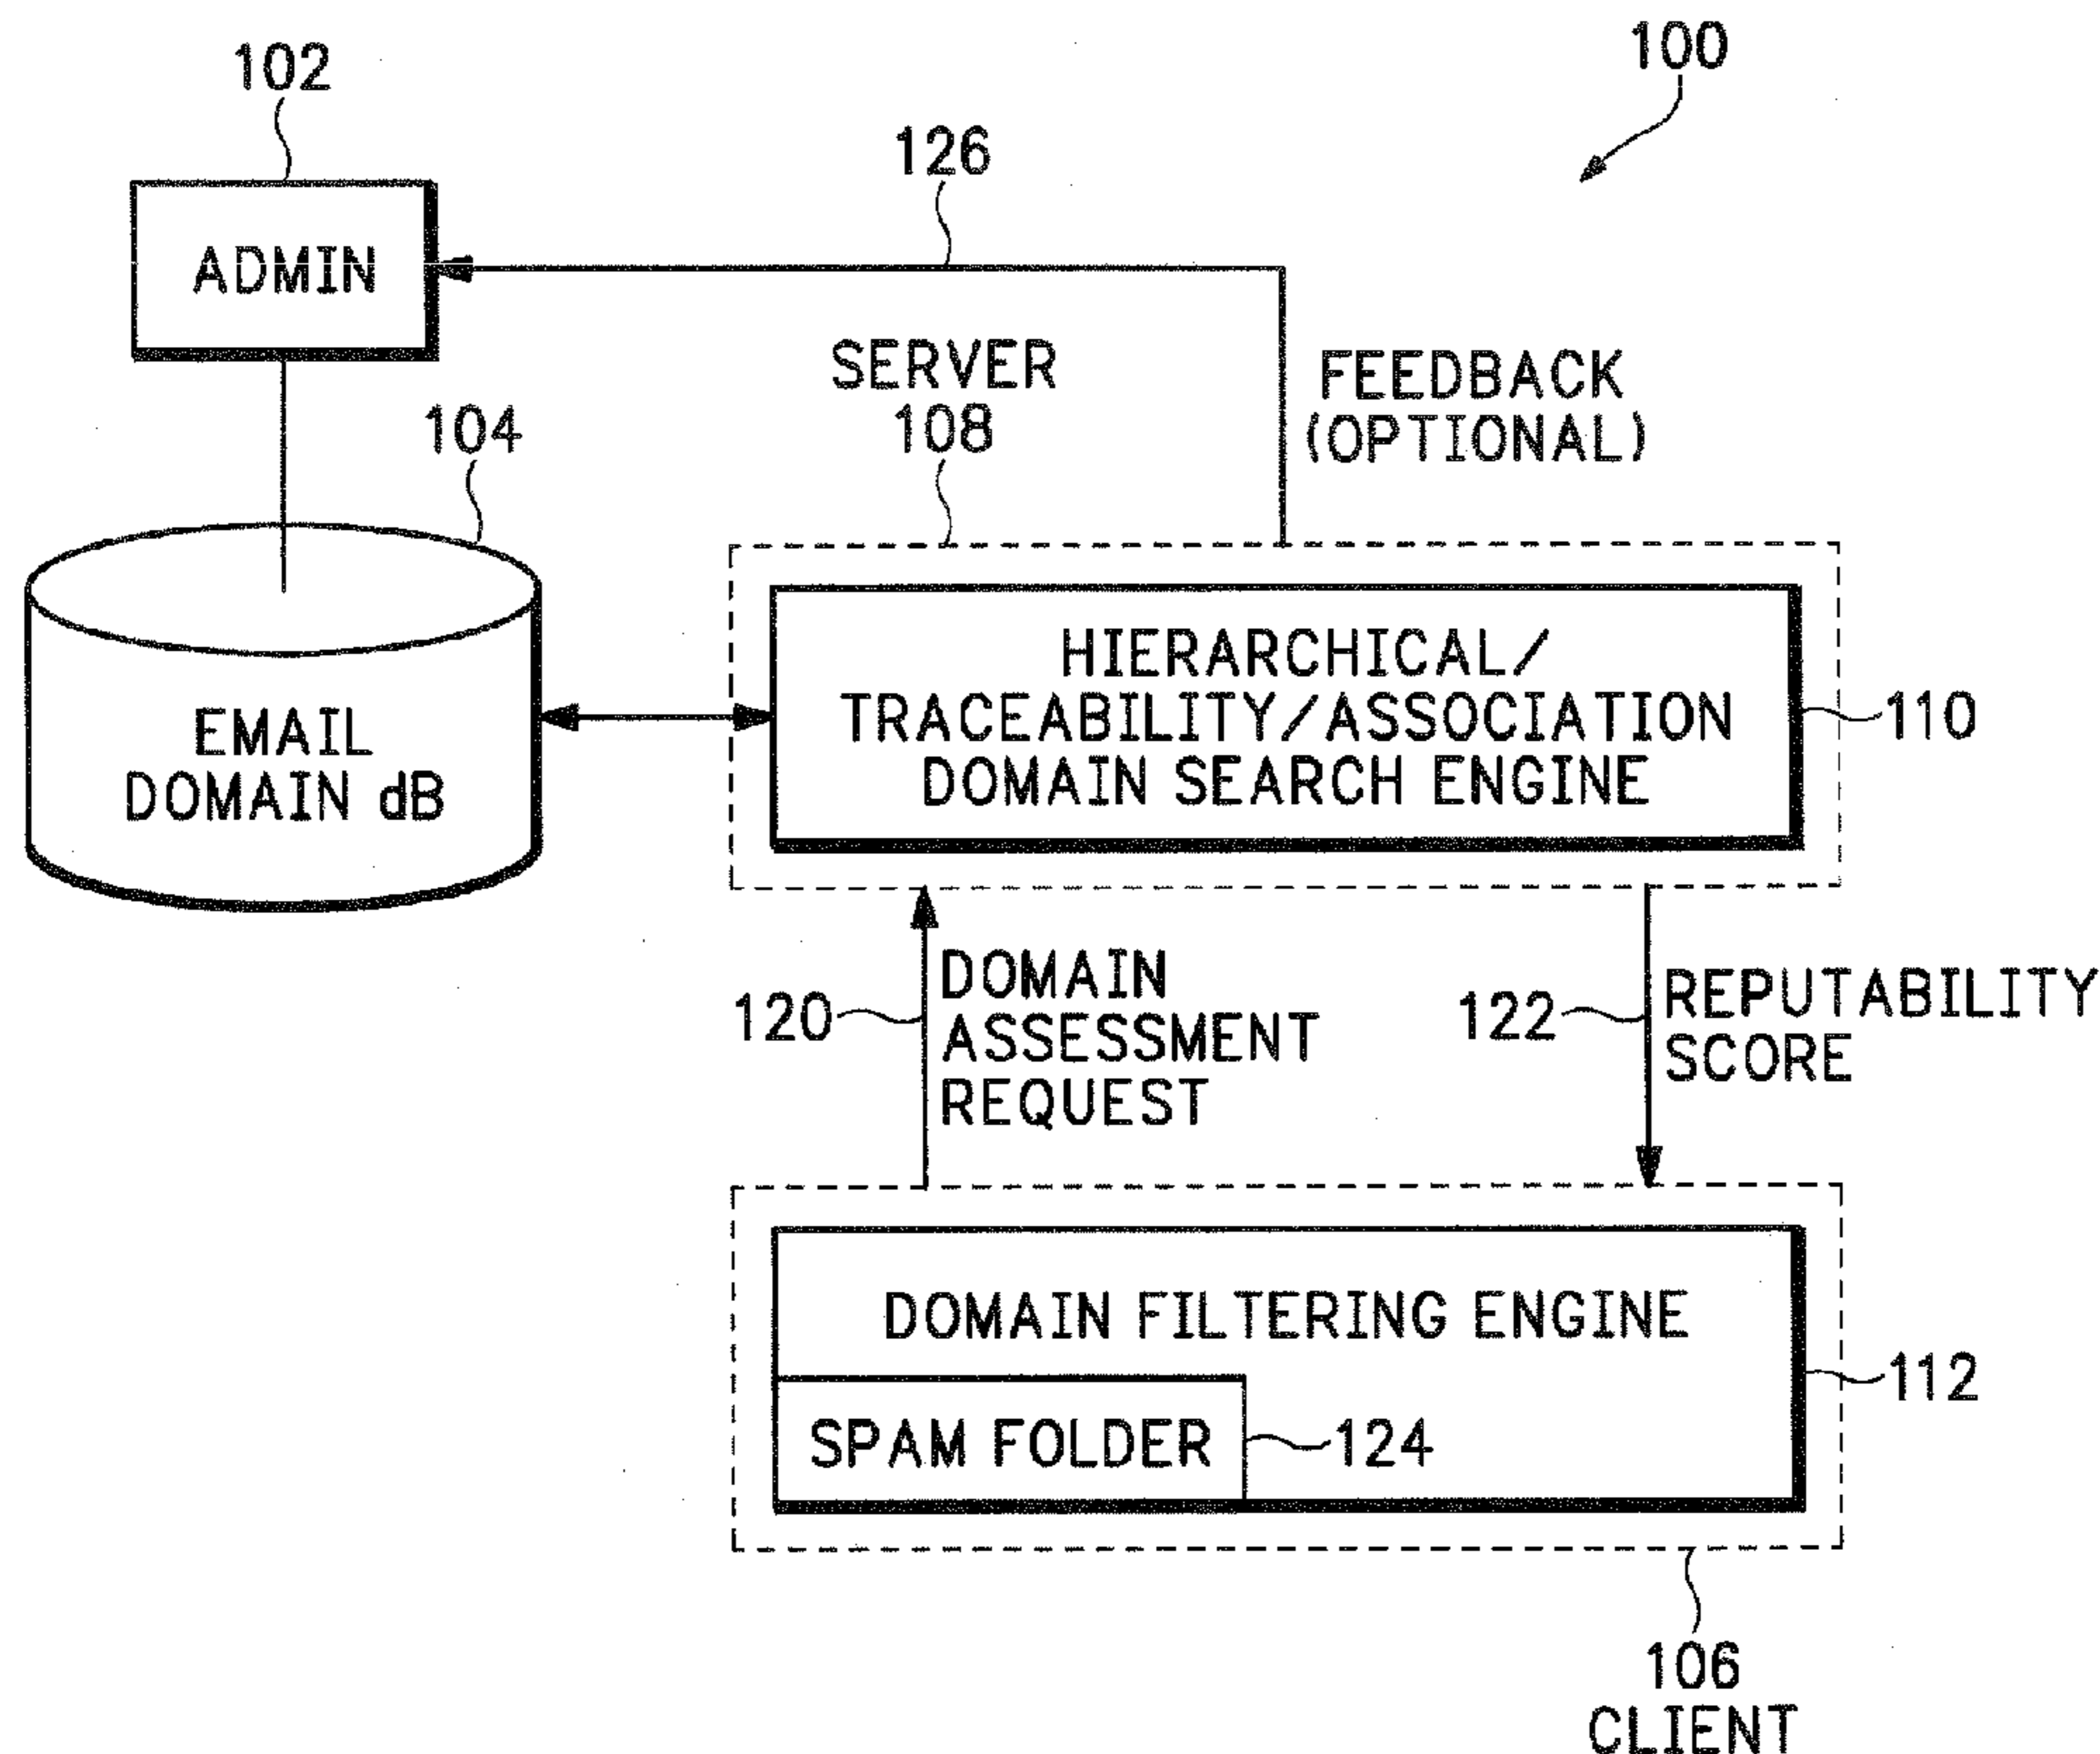 100
102
126
ADMIN
SERVER
108
FEEDBACK
(OPTIONAL)
104
HIERARCHICAL/
TRACEABILITY/ASSOCIATION
DOMAIN SEARCH ENGINE
110
EMAIL
DOMAIN dB
120
DOMAIN
ASSESSMENT
REQUEST
122
REPUTABILITY
SCORE
DOMAIN FILTERING ENGINE
112
SPAM FOLDER
124
106
CLIENT